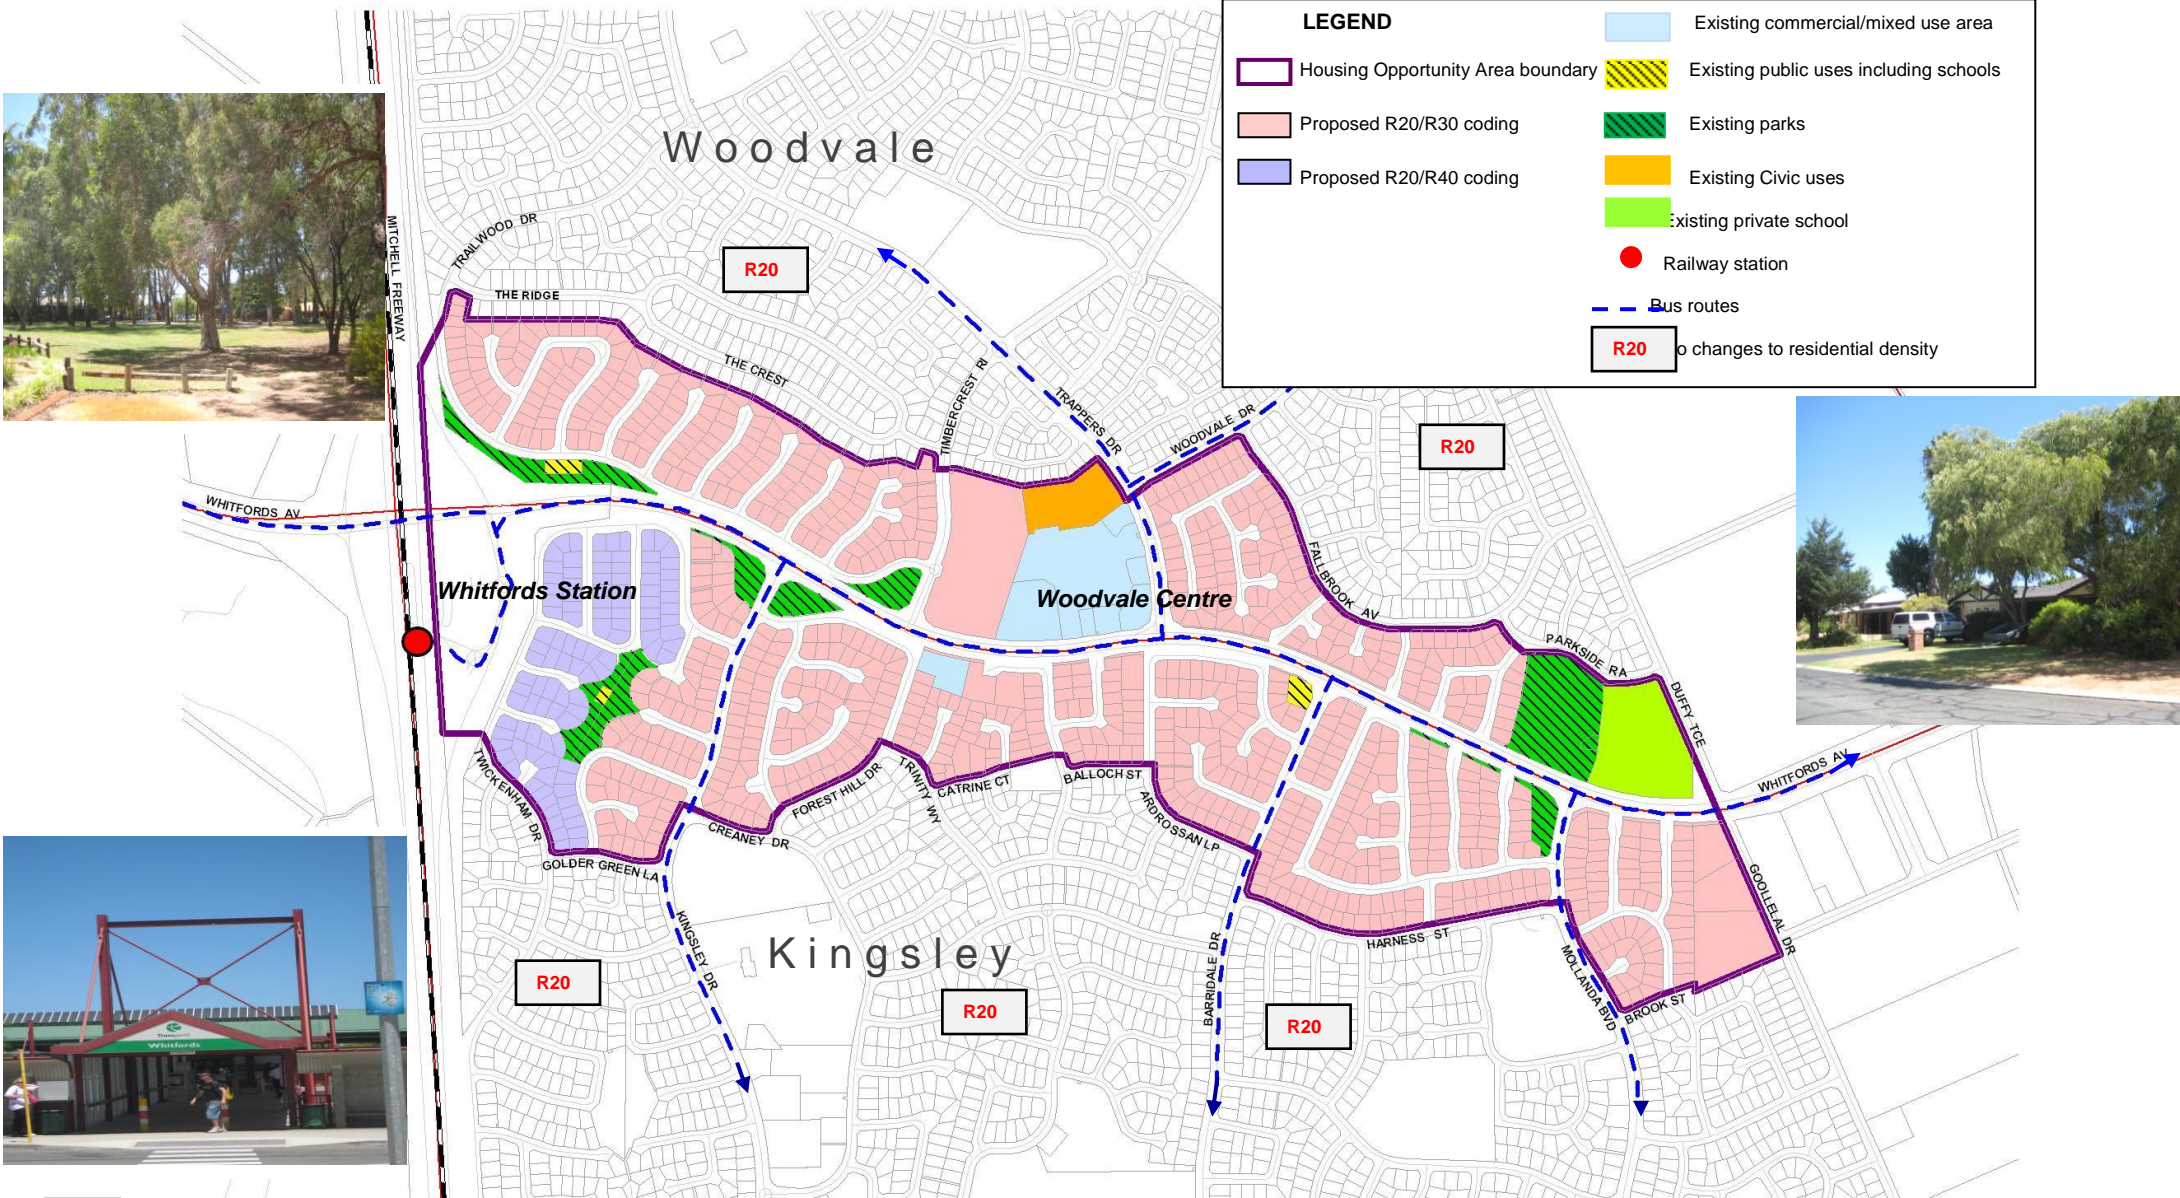 LEGEND
Existing commercial/mixed use area
Housing Opportunity Area boundary
Existing public uses including schools
Proposed R20/R30 coding
Existing parks
Proposed R20/R40 coding
Existing Civic uses
Existing private school
Railway station
Bus routes
R20
o changes to residential density
Woodvale
MITCHELL FREEWAY
TRAILWOOD DR
R20
THE RIDGE
THE CREST
TIMBERCREST RI
TRAPPERS DR
WOODVALE DR
R20
WHITFORDS AV
Whitfords Station
Woodvale Centre
FALLBROOK AV
PARKSIDE RA
DUFFY TCE
WHITFORDS AV
TWICKENHAM DR
GOLDER GREEN LA
CREANEY DR
FOREST HILL DR
TRINITY WY
CATRINE CT
BALLOCH ST
ARDROSSAN LP
GOOLLELAL DR
HARNESS ST
MOLLANDA BVD
BROOK ST
KINGSLEY DR
Kingsley
BARRIDALE DR
R20
R20
R20
Whitfords